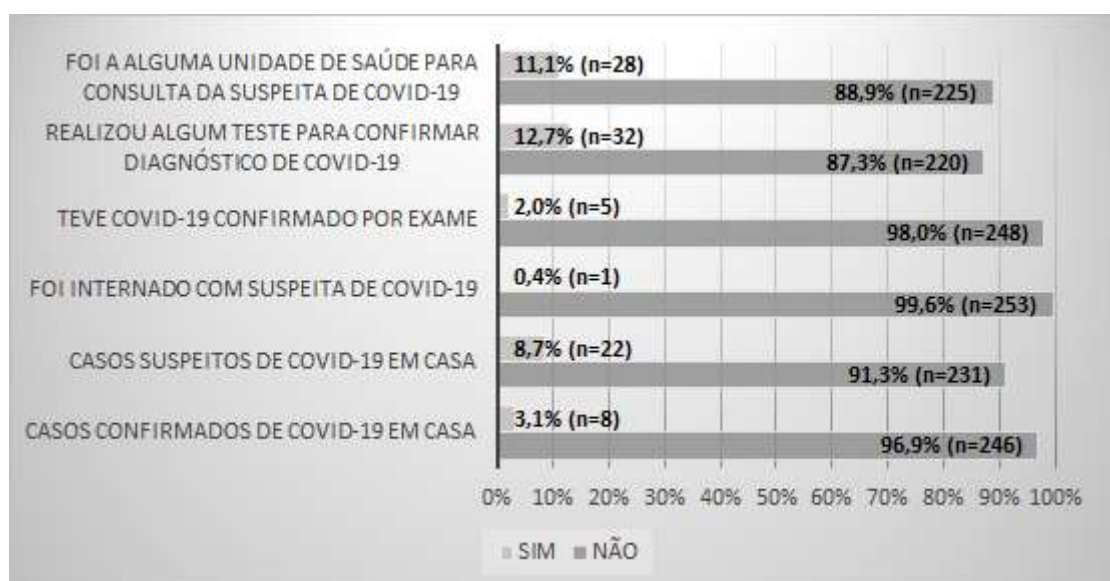 FOI A ALGUMA UNIDADE DE SAÚDE PARA
CONSULTA DA SUSPEITA DE COVID-19
11,1% (n=28)
88,9% (n=225)
REALIZOU ALGUM TESTE PARA CONFIRMAR
DIAGNÓSTICO DE COVID-19
12,7% (n=32)
87,3% (n=220)
TEVE COVID-19 CONFIRMADO POR EXAME
2,0% (n=5)
98,0% (n=248)
FOI INTERNADO COM SUSPEITA DE COVID-19
0,4% (n=1)
99,6% (n=253)
CASOS SUSPEITOS DE COVID-19 EM CASA
8,7% (n=22)
91,3% (n=231)
CASOS CONFIRMADOS DE COVID-19 EM CASA
3,1% (n=8)
96,9% (n=246)
0% 10% 20% 30% 40% 50% 60% 70% 80% 90% 100%
SIM NÃO